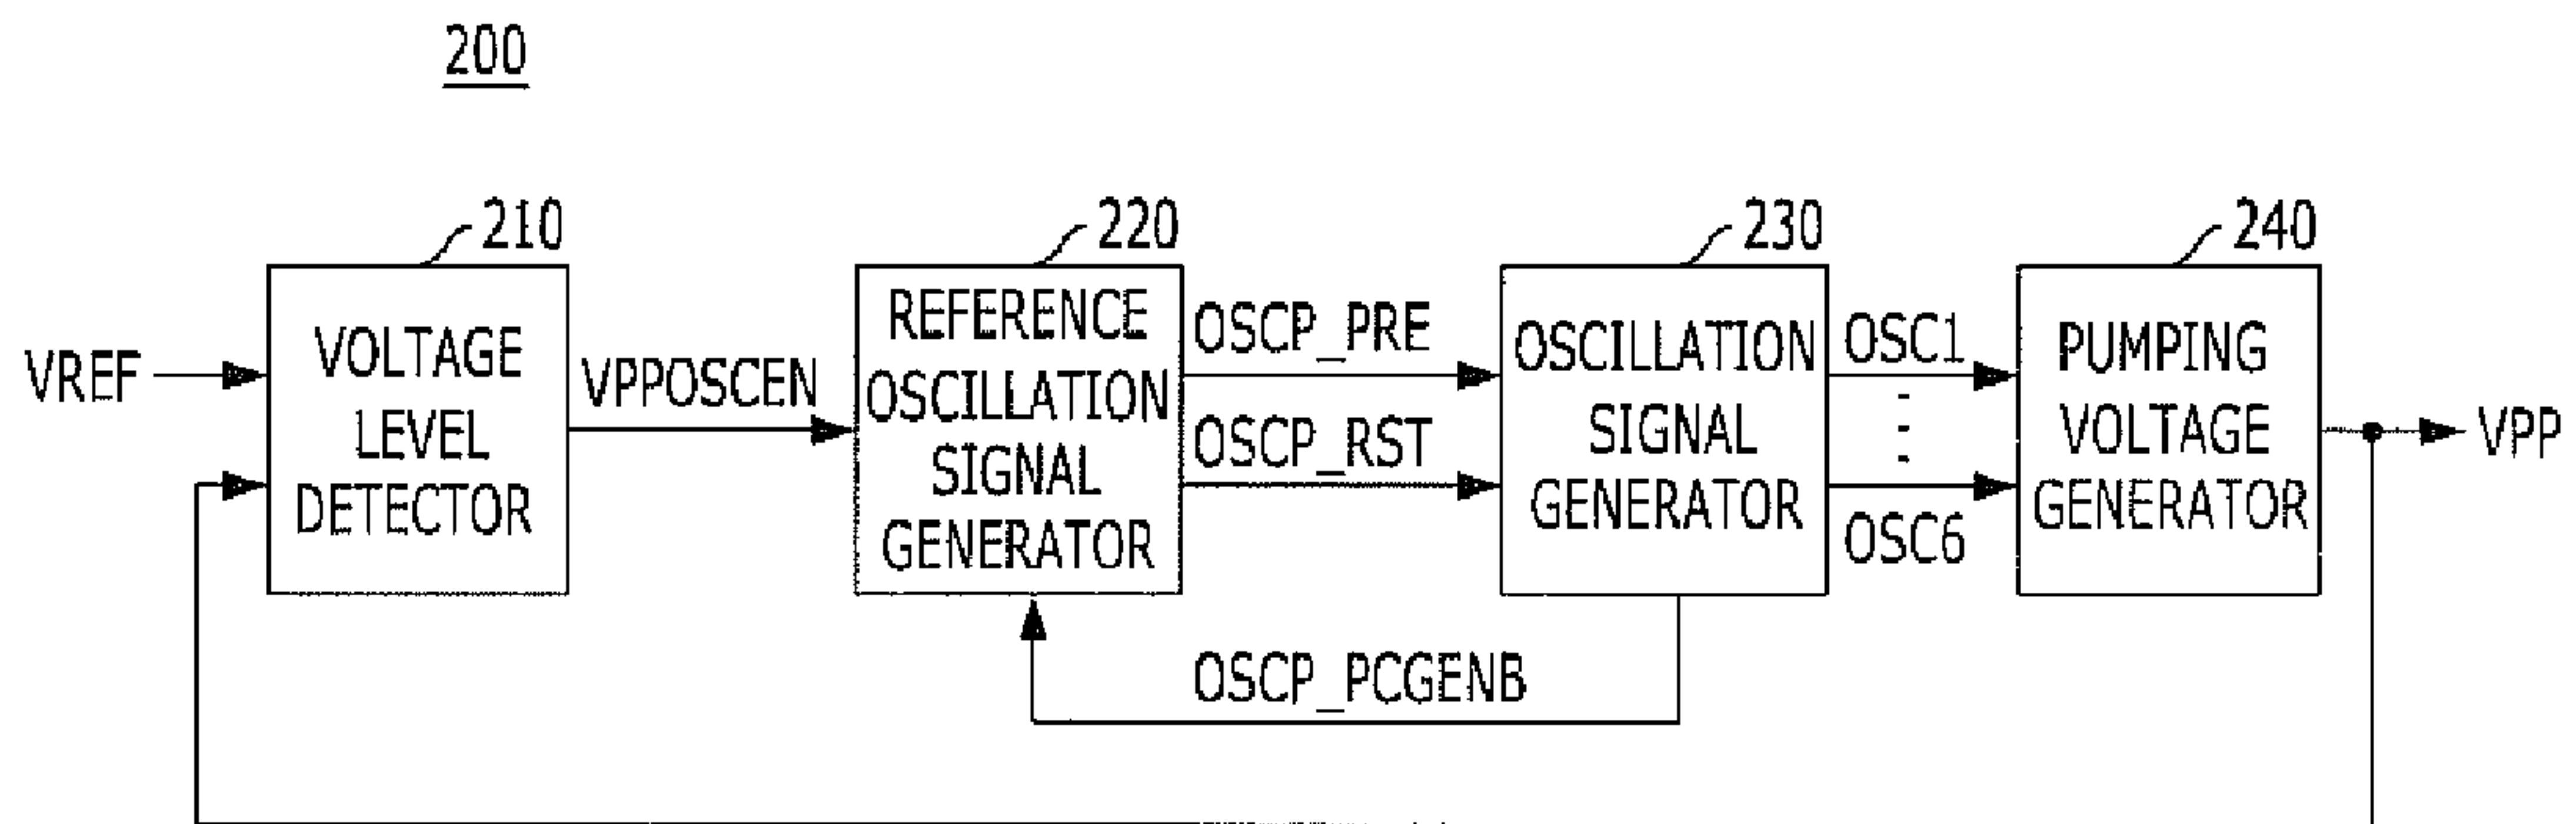 200
210
220
230
240
VREF
VOLTAGE
LEVEL
DETECTOR
VPPOSCEN
REFERENCE
OSCILLATION
SIGNAL
GENERATOR
OSCP_PRE
OSCP_RST
OSCILLATION
SIGNAL
GENERATOR
OSC1
OSC6
PUMPING
VOLTAGE
GENERATOR
VPP
OSCP_PCGENB